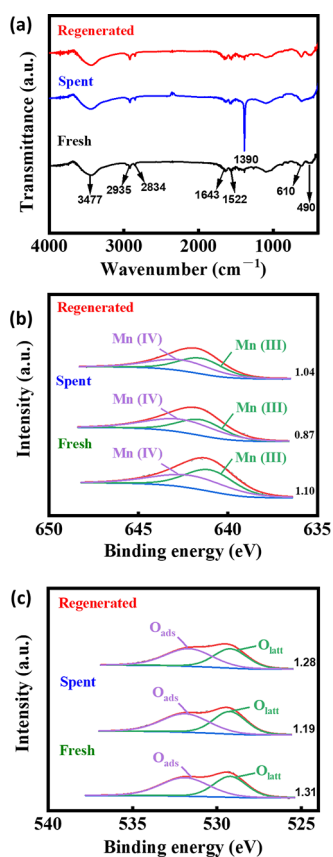 (a)
Regenerated
Spent
Fresh
1390
2935
2834
1643
1522
610
3477
490
Transmittance (a.u.)
4000 3000 2000 1000
Wavenumber (cm⁻¹)
(b)
Regenerated
Mn (IV)
Mn (III)
1.04
Spent
Mn (IV)
Mn (III)
0.87
Fresh
Mn (IV)
Mn (III)
1.10
Intensity (a.u.)
650 645 640 635
Binding energy (eV)
(c)
Regenerated
Oads
Olatt
1.28
Spent
Oads
Olatt
1.19
Fresh
Oads
Olatt
1.31
Intensity (a.u.)
540 535 530 525
Binding energy (eV)